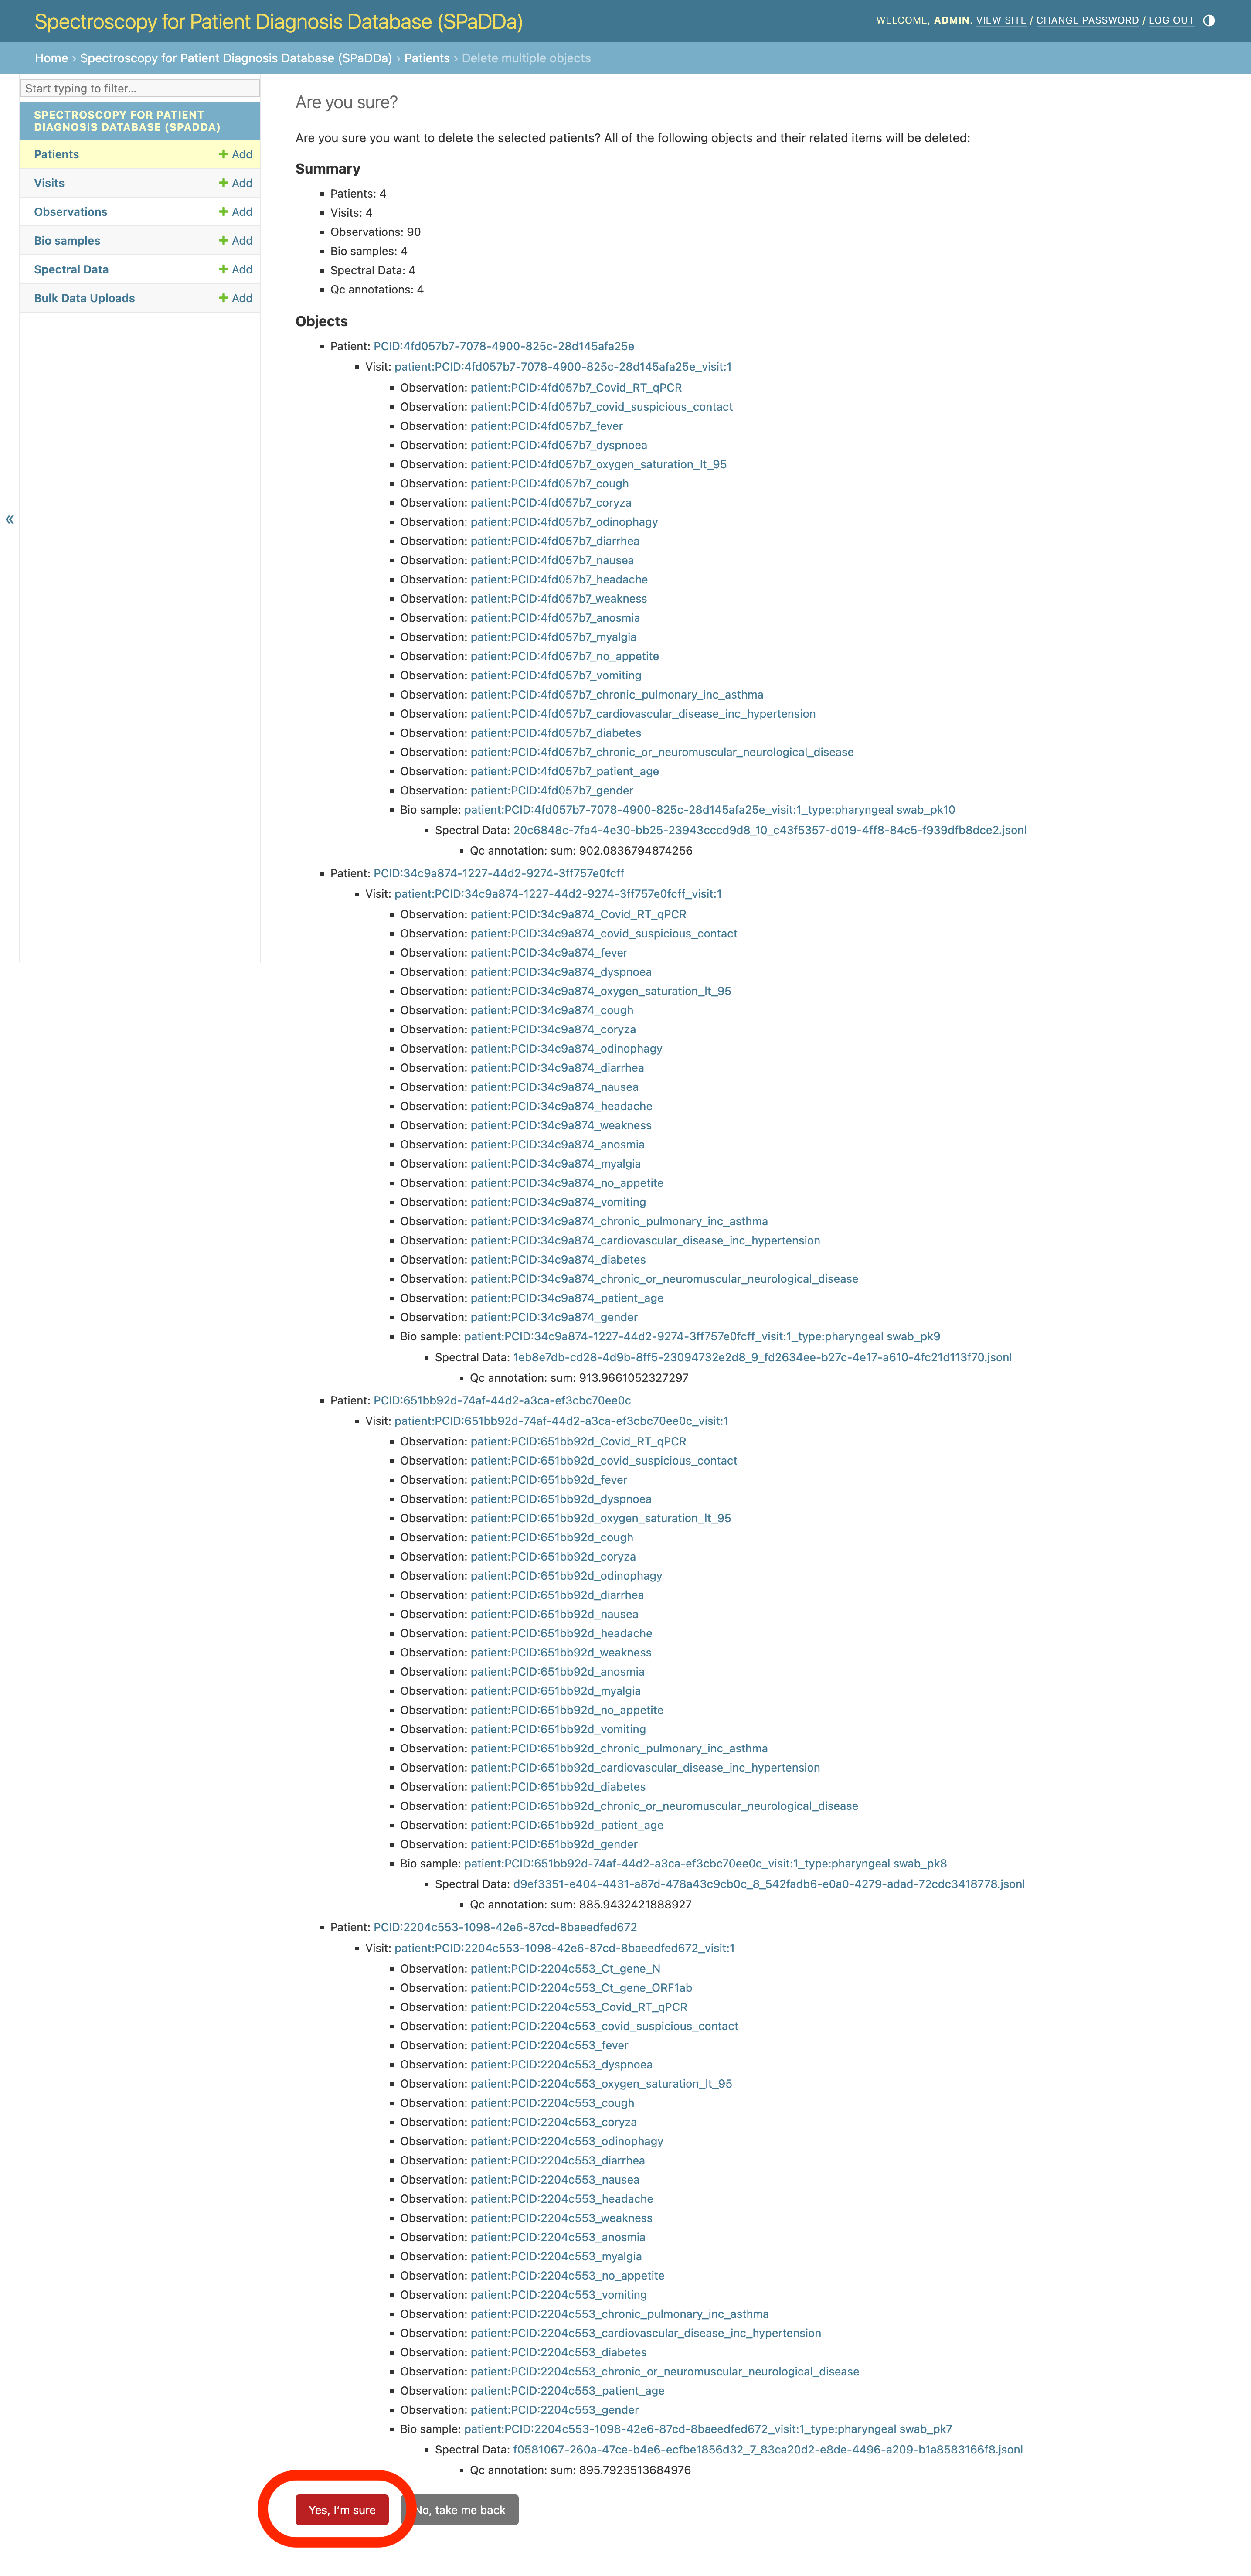 Spectroscopy for Patient Diagnosis Database (SPaDDa)
WELCOME, ADMIN. VIEW SITE / CHANGE PASSWORD / LOG OUT
Home › Spectroscopy for Patient Diagnosis Database (SPaDDa) › Patients › Delete multiple objects
Start typing to filter...
SPECTROSCOPY FOR PATIENT
DIAGNOSIS DATABASE (SPADDA)
Patients + Add
Visits + Add
Observations + Add
Bio samples + Add
Spectral Data + Add
Bulk Data Uploads + Add
«
Are you sure?
Are you sure you want to delete the selected patients? All of the following objects and their related items will be deleted:
Summary
Patients: 4
Visits: 4
Observations: 90
Bio samples: 4
Spectral Data: 4
Qc annotations: 4
Objects
Patient: PCID:4fd057b7-7078-4900-825c-28d145afa25e
Visit: patient:PCID:4fd057b7-7078-4900-825c-28d145afa25e_visit:1
Observation: patient:PCID:4fd057b7_Covid_RT_qPCR
Observation: patient:PCID:4fd057b7_covid_suspicious_contact
Observation: patient:PCID:4fd057b7_fever
Observation: patient:PCID:4fd057b7_dyspnoea
Observation: patient:PCID:4fd057b7_oxygen_saturation_lt_95
Observation: patient:PCID:4fd057b7_cough
Observation: patient:PCID:4fd057b7_coryza
Observation: patient:PCID:4fd057b7_odinophagy
Observation: patient:PCID:4fd057b7_diarrhea
Observation: patient:PCID:4fd057b7_nausea
Observation: patient:PCID:4fd057b7_headache
Observation: patient:PCID:4fd057b7_weakness
Observation: patient:PCID:4fd057b7_anosmia
Observation: patient:PCID:4fd057b7_myalgia
Observation: patient:PCID:4fd057b7_no_appetite
Observation: patient:PCID:4fd057b7_vomiting
Observation: patient:PCID:4fd057b7_chronic_pulmonary_inc_asthma
Observation: patient:PCID:4fd057b7_cardiovascular_disease_inc_hypertension
Observation: patient:PCID:4fd057b7_diabetes
Observation: patient:PCID:4fd057b7_chronic_or_neuromuscular_neurological_disease
Observation: patient:PCID:4fd057b7_patient_age
Observation: patient:PCID:4fd057b7_gender
Bio sample: patient:PCID:4fd057b7-7078-4900-825c-28d145afa25e_visit:1_type:pharyngeal swab_pk10
Spectral Data: 20c6848c-7fa4-4e30-bb25-23943cccd9d8_10_c43f5357-d019-4ff8-84c5-f939dfb8dce2.jsonl
Qc annotation: sum: 902.0836794874256
Patient: PCID:34c9a874-1227-44d2-9274-3ff757e0fcff
Visit: patient:PCID:34c9a874-1227-44d2-9274-3ff757e0fcff_visit:1
Observation: patient:PCID:34c9a874_Covid_RT_qPCR
Observation: patient:PCID:34c9a874_covid_suspicious_contact
Observation: patient:PCID:34c9a874_fever
Observation: patient:PCID:34c9a874_dyspnoea
Observation: patient:PCID:34c9a874_oxygen_saturation_lt_95
Observation: patient:PCID:34c9a874_cough
Observation: patient:PCID:34c9a874_coryza
Observation: patient:PCID:34c9a874_odinophagy
Observation: patient:PCID:34c9a874_diarrhea
Observation: patient:PCID:34c9a874_nausea
Observation: patient:PCID:34c9a874_headache
Observation: patient:PCID:34c9a874_weakness
Observation: patient:PCID:34c9a874_anosmia
Observation: patient:PCID:34c9a874_myalgia
Observation: patient:PCID:34c9a874_no_appetite
Observation: patient:PCID:34c9a874_vomiting
Observation: patient:PCID:34c9a874_chronic_pulmonary_inc_asthma
Observation: patient:PCID:34c9a874_cardiovascular_disease_inc_hypertension
Observation: patient:PCID:34c9a874_diabetes
Observation: patient:PCID:34c9a874_chronic_or_neuromuscular_neurological_disease
Observation: patient:PCID:34c9a874_patient_age
Observation: patient:PCID:34c9a874_gender
Bio sample: patient:PCID:34c9a874-1227-44d2-9274-3ff757e0fcff_visit:1_type:pharyngeal swab_pk9
Spectral Data: 1eb8e7db-cd28-4d9b-8ff5-23094732e2d8_9_fd2634ee-b27c-4e17-a610-4fc21d113f70.jsonl
Qc annotation: sum: 913.9661052327297
Patient: PCID:651bb92d-74af-44d2-a3ca-ef3cbc70ee0c
Visit: patient:PCID:651bb92d-74af-44d2-a3ca-ef3cbc70ee0c_visit:1
Observation: patient:PCID:651bb92d_Covid_RT_qPCR
Observation: patient:PCID:651bb92d_covid_suspicious_contact
Observation: patient:PCID:651bb92d_fever
Observation: patient:PCID:651bb92d_dyspnoea
Observation: patient:PCID:651bb92d_oxygen_saturation_lt_95
Observation: patient:PCID:651bb92d_cough
Observation: patient:PCID:651bb92d_coryza
Observation: patient:PCID:651bb92d_odinophagy
Observation: patient:PCID:651bb92d_diarrhea
Observation: patient:PCID:651bb92d_nausea
Observation: patient:PCID:651bb92d_headache
Observation: patient:PCID:651bb92d_weakness
Observation: patient:PCID:651bb92d_anosmia
Observation: patient:PCID:651bb92d_myalgia
Observation: patient:PCID:651bb92d_no_appetite
Observation: patient:PCID:651bb92d_vomiting
Observation: patient:PCID:651bb92d_chronic_pulmonary_inc_asthma
Observation: patient:PCID:651bb92d_cardiovascular_disease_inc_hypertension
Observation: patient:PCID:651bb92d_diabetes
Observation: patient:PCID:651bb92d_chronic_or_neuromuscular_neurological_disease
Observation: patient:PCID:651bb92d_patient_age
Observation: patient:PCID:651bb92d_gender
Bio sample: patient:PCID:651bb92d-74af-44d2-a3ca-ef3cbc70ee0c_visit:1_type:pharyngeal swab_pk8
Spectral Data: d9ef3351-e404-4431-a87d-478a43c9cb0c_8_542fadb6-e0a0-4279-adad-72cdc3418778.jsonl
Qc annotation: sum: 885.9432421888927
Patient: PCID:2204c553-1098-42e6-87cd-8baeedfed672
Visit: patient:PCID:2204c553-1098-42e6-87cd-8baeedfed672_visit:1
Observation: patient:PCID:2204c553_Ct_gene_N
Observation: patient:PCID:2204c553_Ct_gene_ORF1ab
Observation: patient:PCID:2204c553_Covid_RT_qPCR
Observation: patient:PCID:2204c553_covid_suspicious_contact
Observation: patient:PCID:2204c553_fever
Observation: patient:PCID:2204c553_dyspnoea
Observation: patient:PCID:2204c553_oxygen_saturation_lt_95
Observation: patient:PCID:2204c553_cough
Observation: patient:PCID:2204c553_coryza
Observation: patient:PCID:2204c553_odinophagy
Observation: patient:PCID:2204c553_diarrhea
Observation: patient:PCID:2204c553_nausea
Observation: patient:PCID:2204c553_headache
Observation: patient:PCID:2204c553_weakness
Observation: patient:PCID:2204c553_anosmia
Observation: patient:PCID:2204c553_myalgia
Observation: patient:PCID:2204c553_no_appetite
Observation: patient:PCID:2204c553_vomiting
Observation: patient:PCID:2204c553_chronic_pulmonary_inc_asthma
Observation: patient:PCID:2204c553_cardiovascular_disease_inc_hypertension
Observation: patient:PCID:2204c553_diabetes
Observation: patient:PCID:2204c553_chronic_or_neuromuscular_neurological_disease
Observation: patient:PCID:2204c553_patient_age
Observation: patient:PCID:2204c553_gender
Bio sample: patient:PCID:2204c553-1098-42e6-87cd-8baeedfed672_visit:1_type:pharyngeal swab_pk7
Spectral Data: f0581067-260a-47ce-b4e6-ecfbe1856d32_7_83ca20d2-e8de-4496-a209-b1a8583166f8.jsonl
Qc annotation: sum: 895.7923513684976
Yes, I'm sure
No, take me back